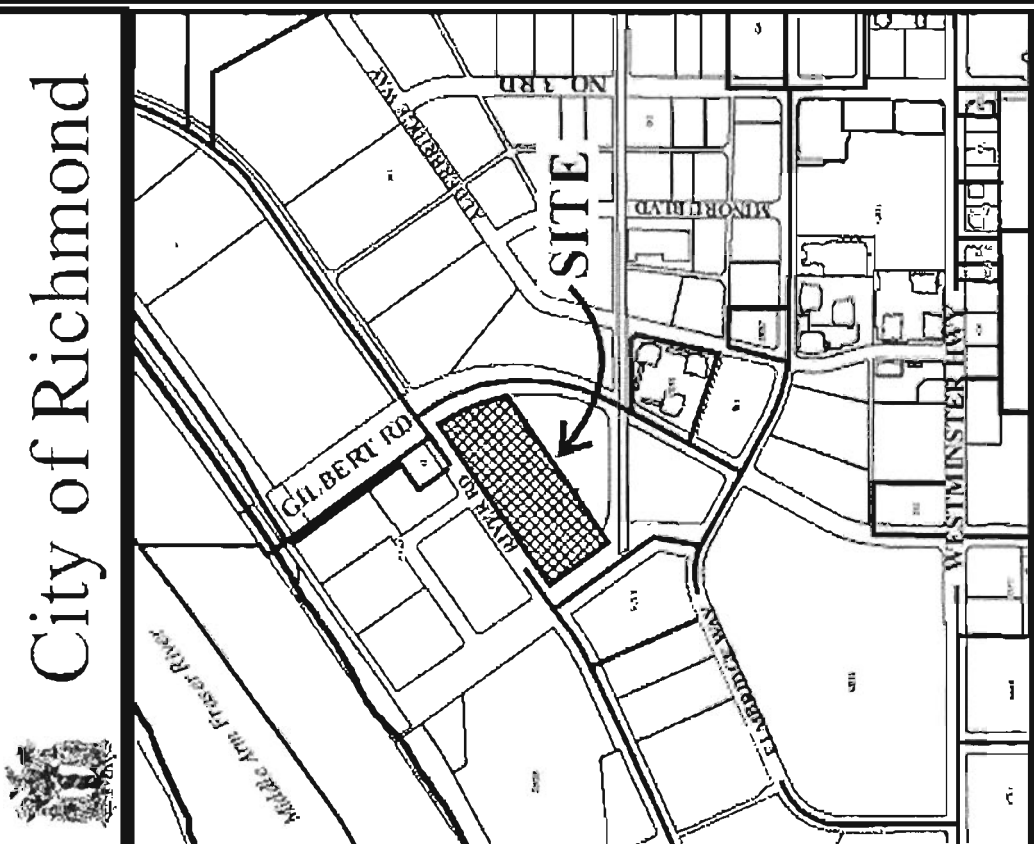 City of Richmond
NO. 3 RD
ALDERBRIDGE WAY
SITE
MINORU BLVD
GILBERT RD
RIVER RD
WESTMINSTER HWY
ELMBRIDGE WAY
Middle Arm Fraser River